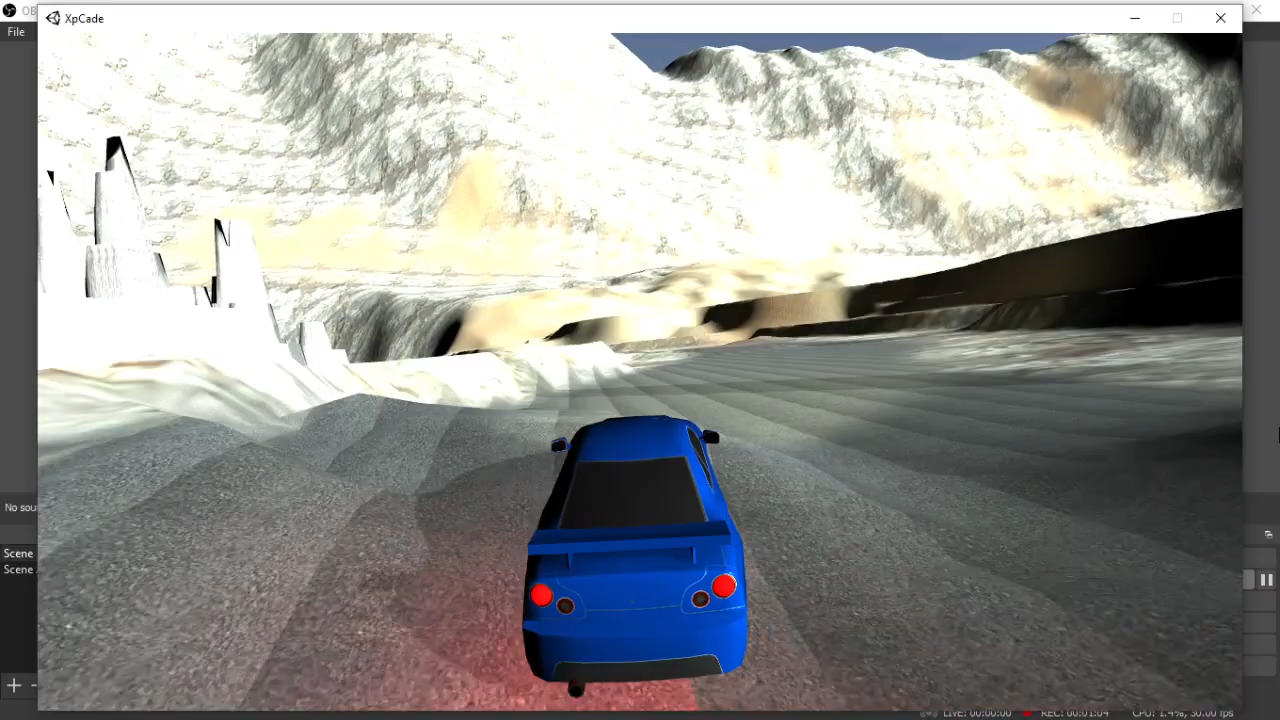 OB
XpCade
File
No sou
Scene
Scene
LIVE: 00:00:00
REC: 00:01:04
CPU: 1.4%, 30.00 fps